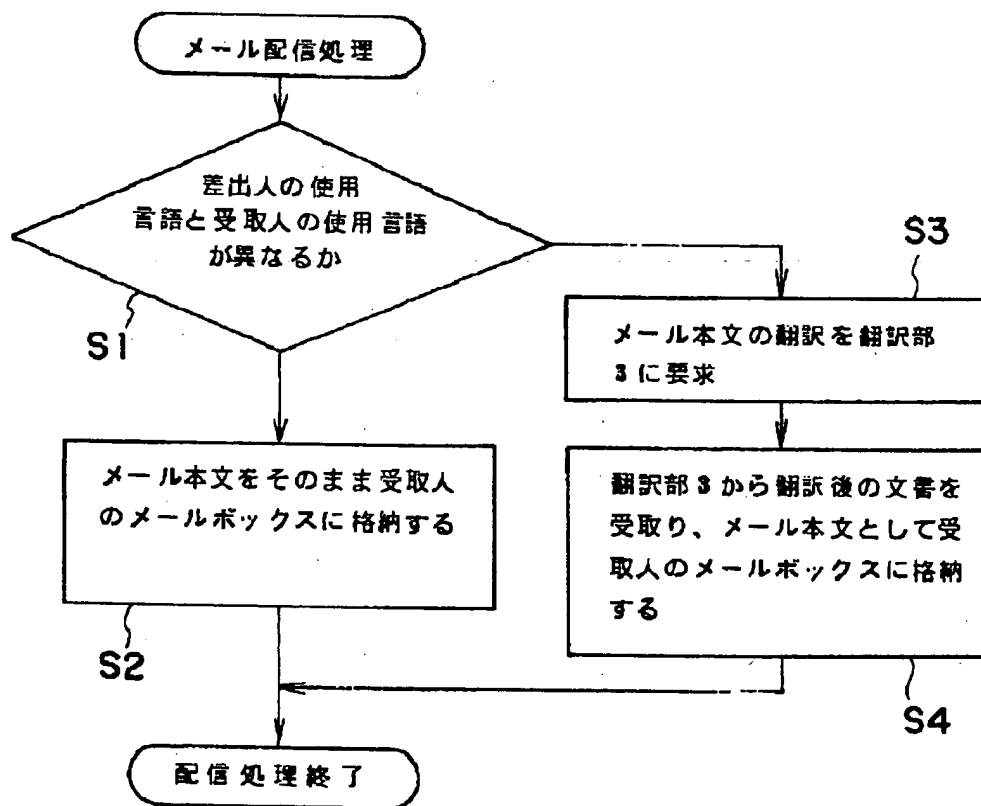 メール配信処理
差出人の使用
言語と受取人の使用言語
が異なるか
S1
S3
メール本文の翻訳を翻訳部
3に要求
メール本文をそのまま受取人
のメールボックスに格納する
S2
翻訳部3から翻訳後の文書を
受取り、メール本文として受
取人のメールボックスに格納
する
S4
配信処理終了